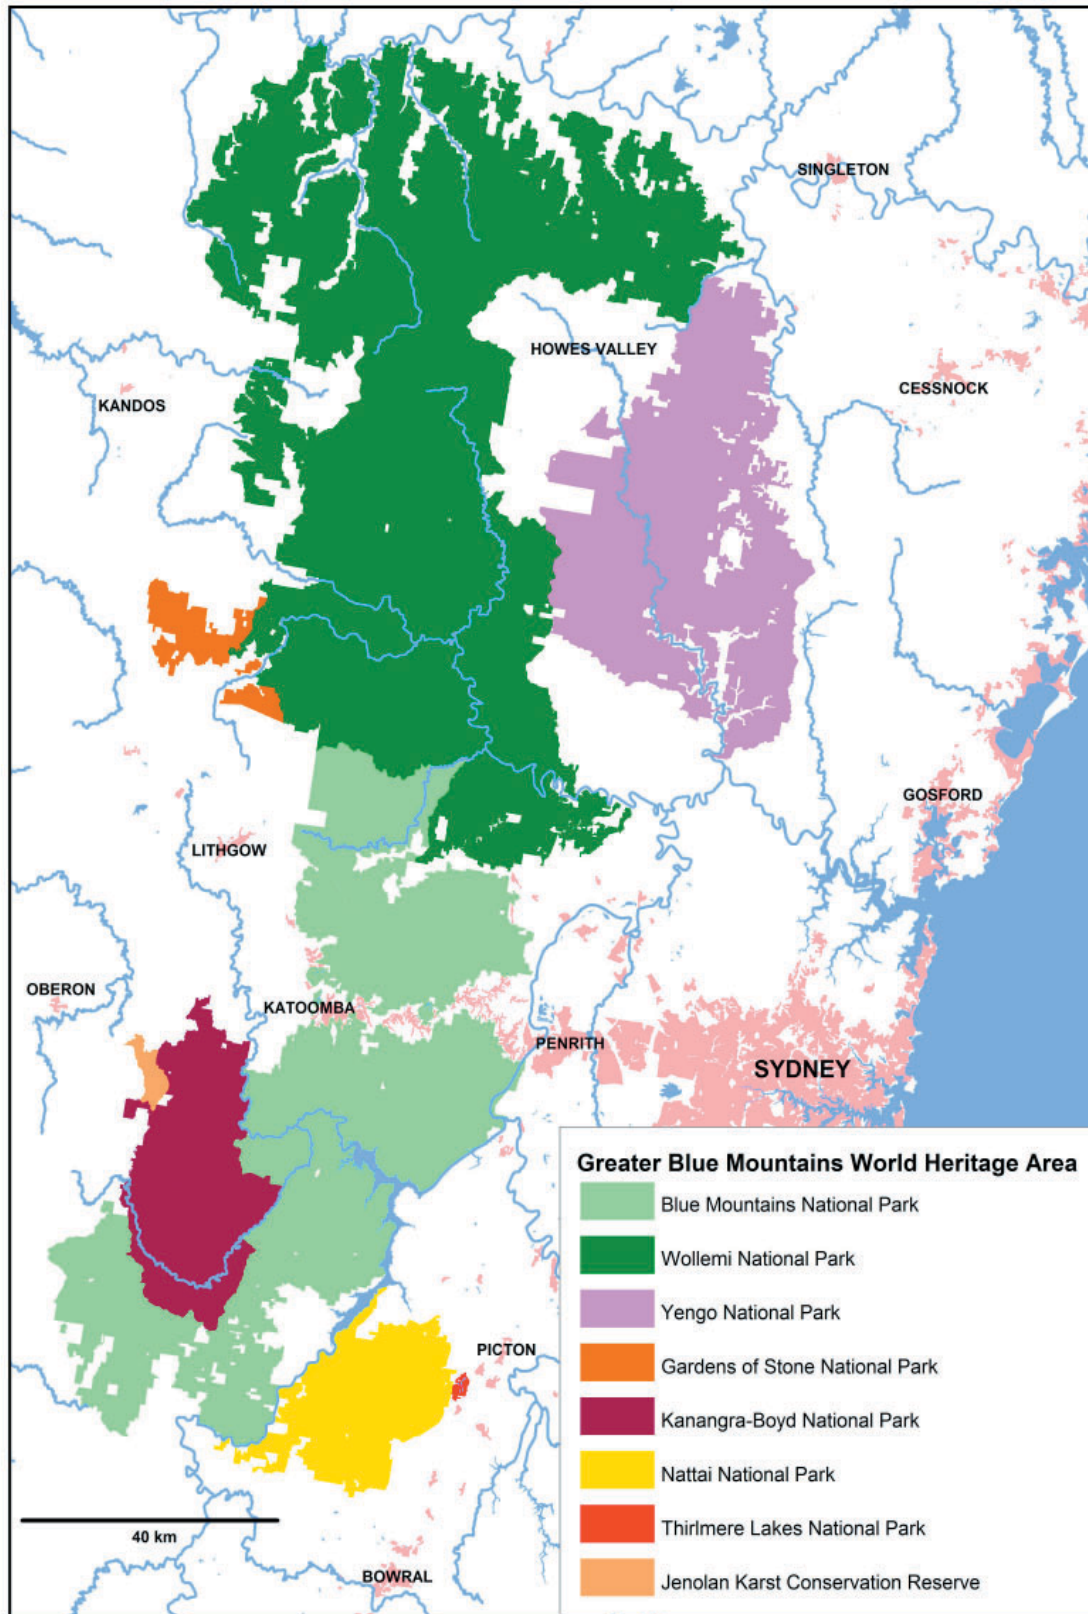 SINGLETON
HOWES VALLEY
CESSNOCK
KANDOS
GOSFORD
LITHGOW
OBERON
KATOOMBA
PENRITH
SYDNEY
Greater Blue Mountains World Heritage Area
Blue Mountains National Park
Wollemi National Park
Yengo National Park
Gardens of Stone National Park
Kanangra-Boyd National Park
Nattai National Park
Thirlmere Lakes National Park
Jenolan Karst Conservation Reserve
PICTON
40 km
BOWRAL